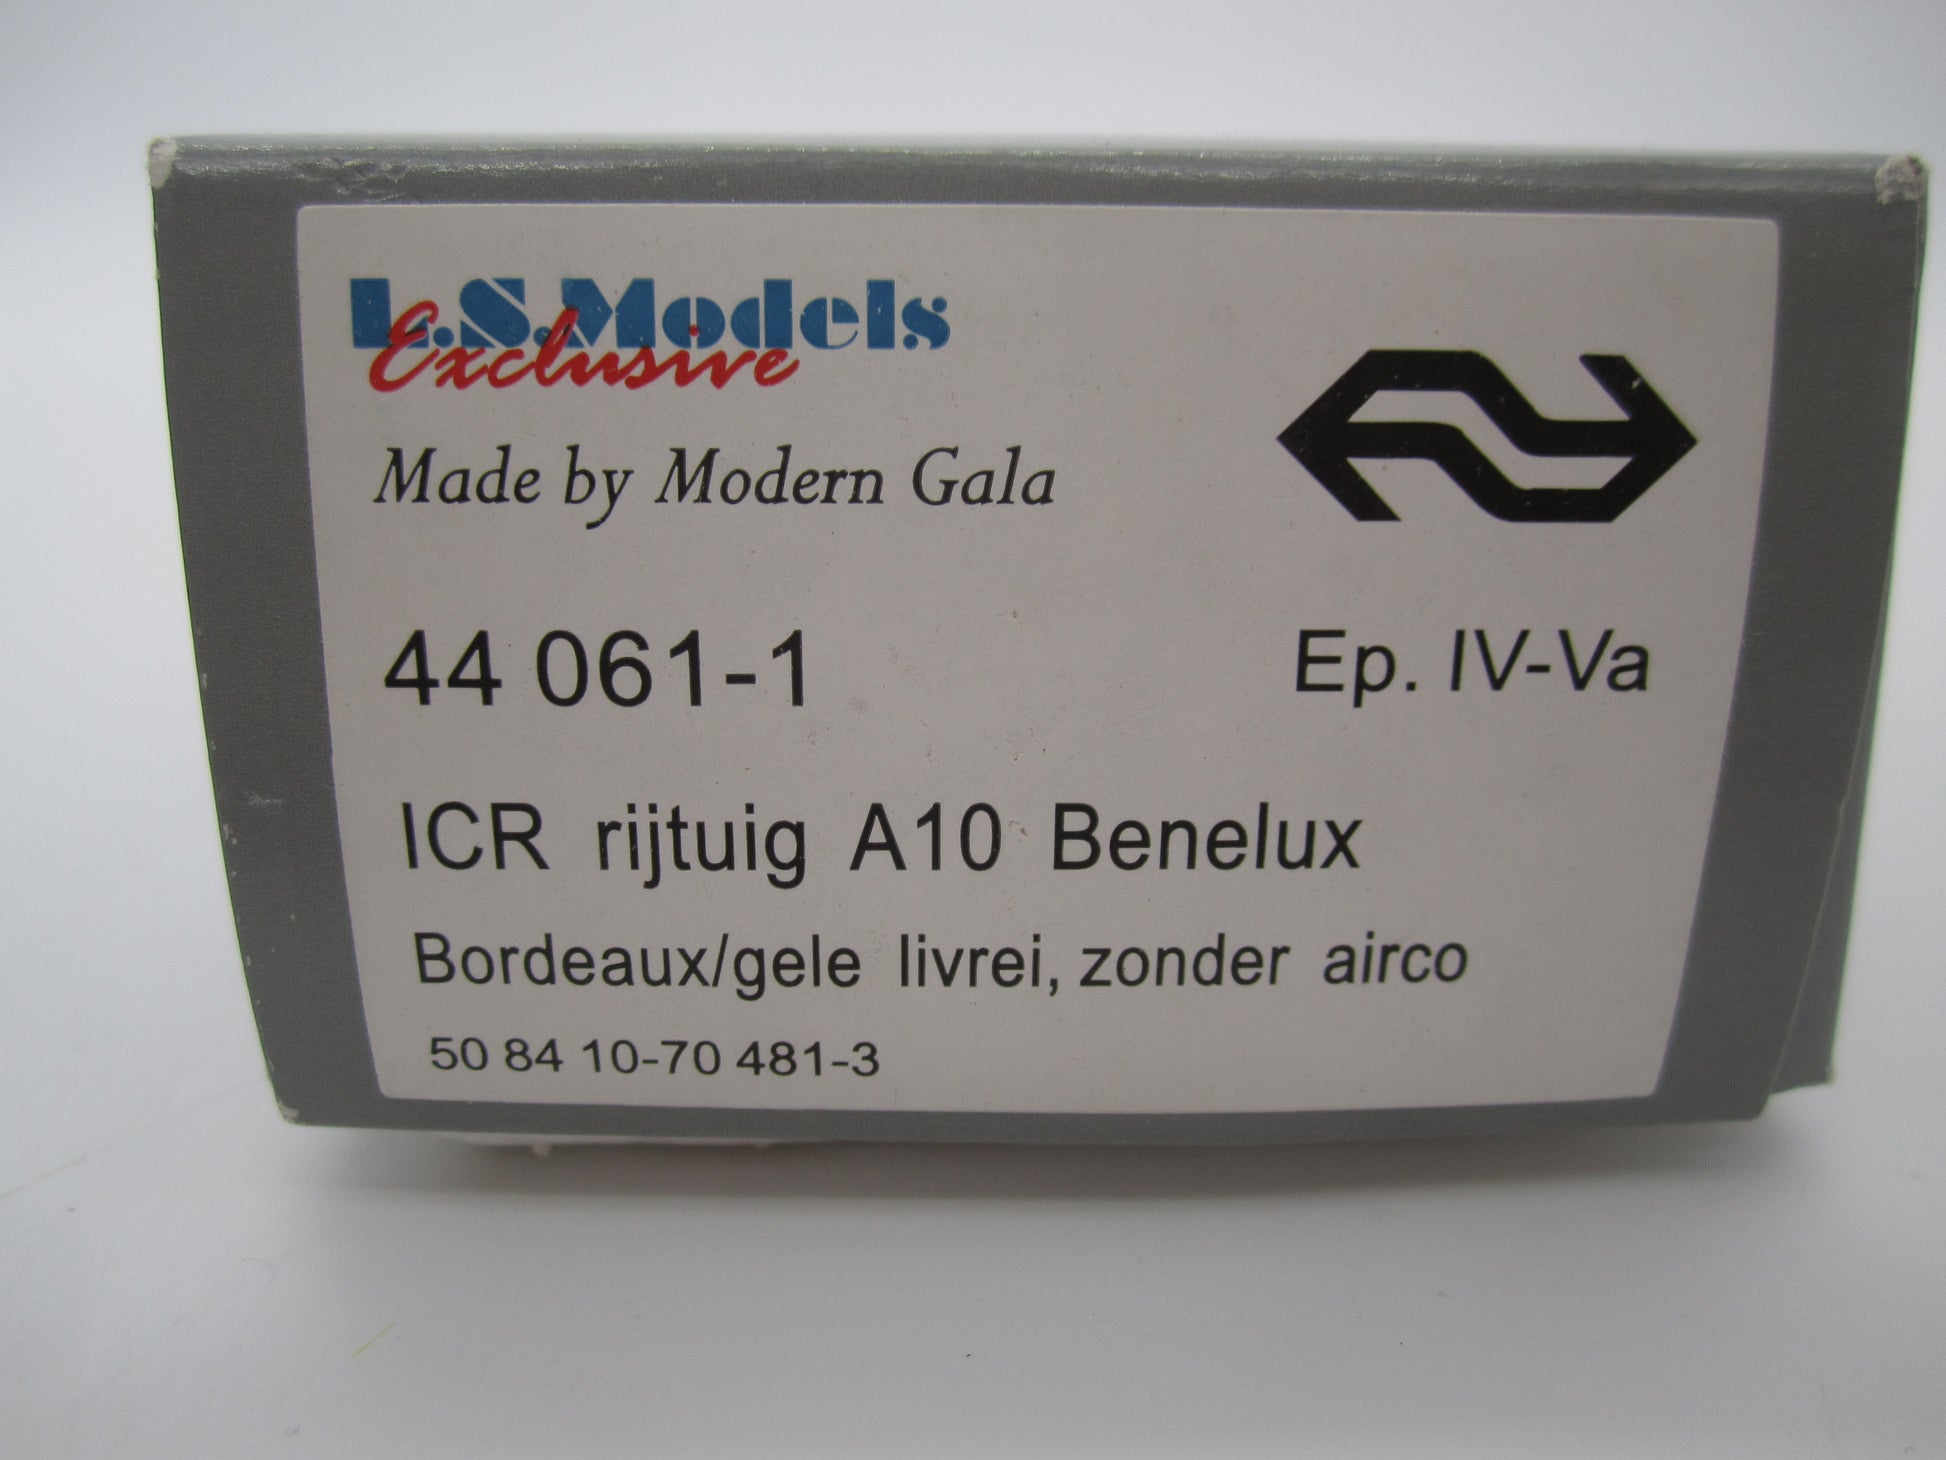 L.S.Models
Exclusive
Made by Modern Gala
44 061-1
Ep. IV-Va
ICR rijtuig A10 Benelux
Bordeaux/gele livrei, zonder airco
50 84 10-70 481-3